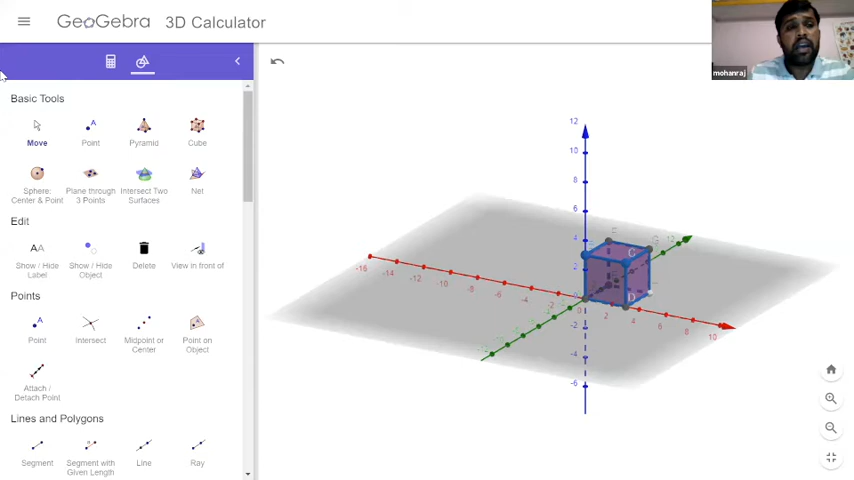 GeoGebra 3D Calculator
mohanraj
Basic Tools
A
Move Point Pyramid Cube
Sphere: Center & Point
Plane through 3 Points
Intersect Two Surfaces
Net
Edit
AA
Show / Hide Label
Show / Hide Object
Delete
View in front of
Points
A
Point
Intersect
Midpoint or Center
Point on Object
Attach / Detach Point
Lines and Polygons
Segment
Segment with Given Length
Line
Ray
12
10
8
6
4
2
0
-2
-4
-6
-16 -14 -12 -10 -8 -6 -4 -2 0 2 4 6 8 10
12
C
D